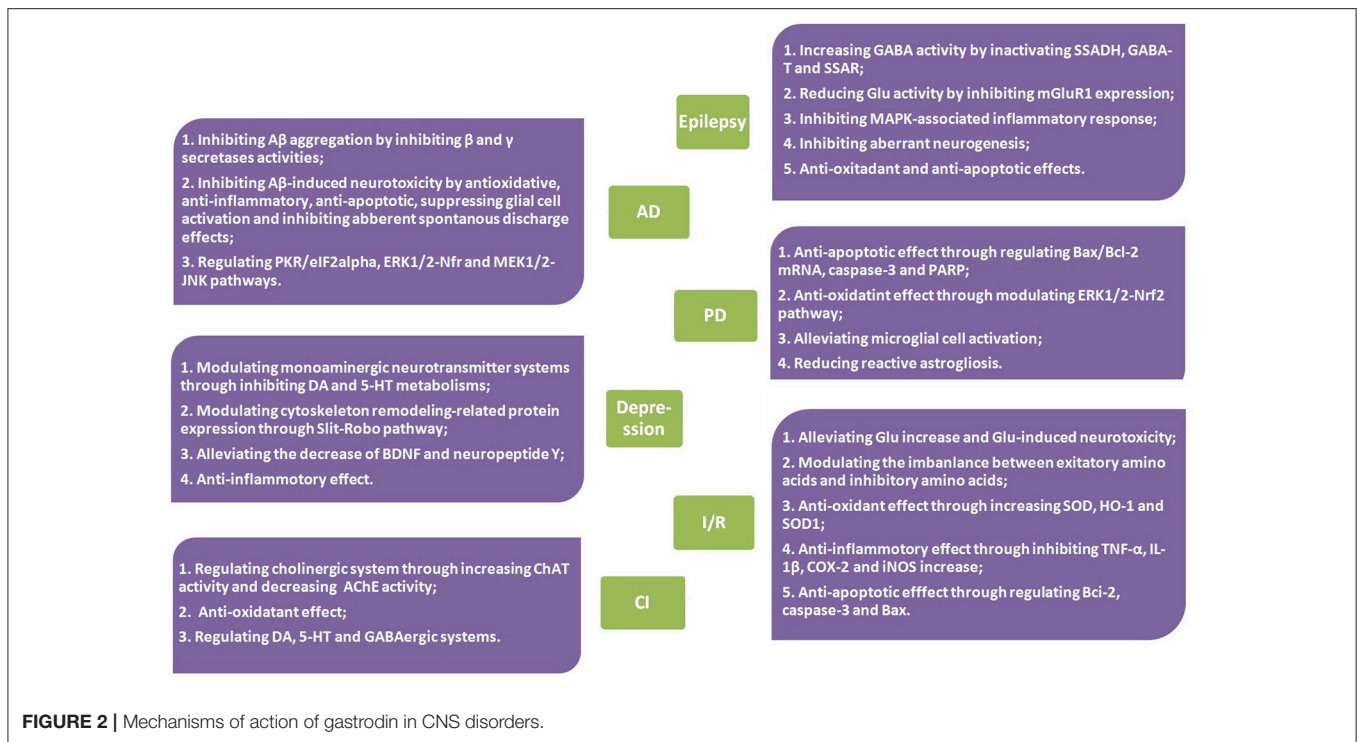 1. Increasing GABA activity by inactivating SSADH, GABA-
T and SSAR;
2. Reducing Glu activity by inhibiting mGluR1 expression;
3. Inhibiting MAPK-associated inflammatory response;
4. Inhibiting aberrant neurogenesis;
5. Anti-oxitadant and anti-apoptotic effects.
Epilepsy
1. Inhibiting Aβ aggregation by inhibiting β and γ
secretases activities;
2. Inhibiting Aβ-induced neurotoxicity by antioxidative,
anti-inflammatory, anti-apoptotic, suppressing glial cell
activation and inhibiting abberent spontanous discharge
effects;
3. Regulating PKR/eIF2alpha, ERK1/2-Nfr and MEK1/2-
JNK pathways.
AD
1. Anti-apoptotic effect through regulating Bax/Bcl-2
mRNA, caspase-3 and PARP;
2. Anti-oxidatint effect through modulating ERK1/2-Nrf2
pathway;
3. Alleviating microglial cell activation;
4. Reducing reactive astrogliosis.
PD
1. Modulating monoaminergic neurotransmitter systems
through inhibiting DA and 5-HT metabolisms;
2. Modulating cytoskeleton remodeling-related protein
expression through Slit-Robo pathway;
3. Alleviating the decrease of BDNF and neuropeptide Y;
4. Anti-inflammotory effect.
Depre-
ssion
1. Alleviating Glu increase and Glu-induced neurotoxicity;
2. Modulating the imbanlance between exitatory amino
acids and inhibitory amino acids;
3. Anti-oxidant effect through increasing SOD, HO-1 and
SOD1;
4. Anti-inflammotory effect through inhibiting TNF-α, IL-
1β, COX-2 and iNOS increase;
5. Anti-apoptotic efffect through regulating Bci-2,
caspase-3 and Bax.
I/R
1. Regulating cholinergic system through increasing ChAT
activity and decreasing AChE activity;
2. Anti-oxidatant effect;
3. Regulating DA, 5-HT and GABAergic systems.
CI
FIGURE 2 | Mechanisms of action of gastrodin in CNS disorders.